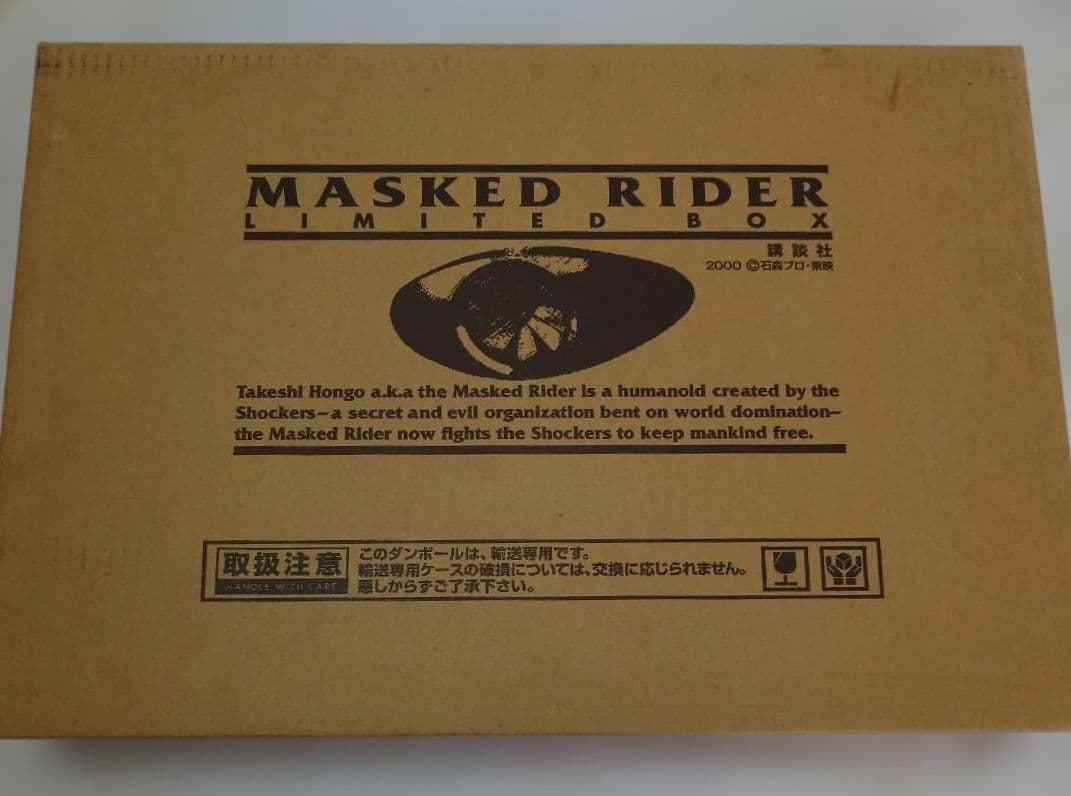 MASKED RIDER
LIMITED BOX
講談社
2000 ©石森プロ・東映
Takeshi Hongo a.k.a the Masked Rider is a humanoid created by the
Shockers–a secret and evil organization bent on world domination–
the Masked Rider now fights the Shockers to keep mankind free.
取扱注意
HANDLE WITH CARE
このダンボールは、輸送専用です。
輸送専用ケースの破損については、交換に応じられません。
悪しからずご了承下さい。